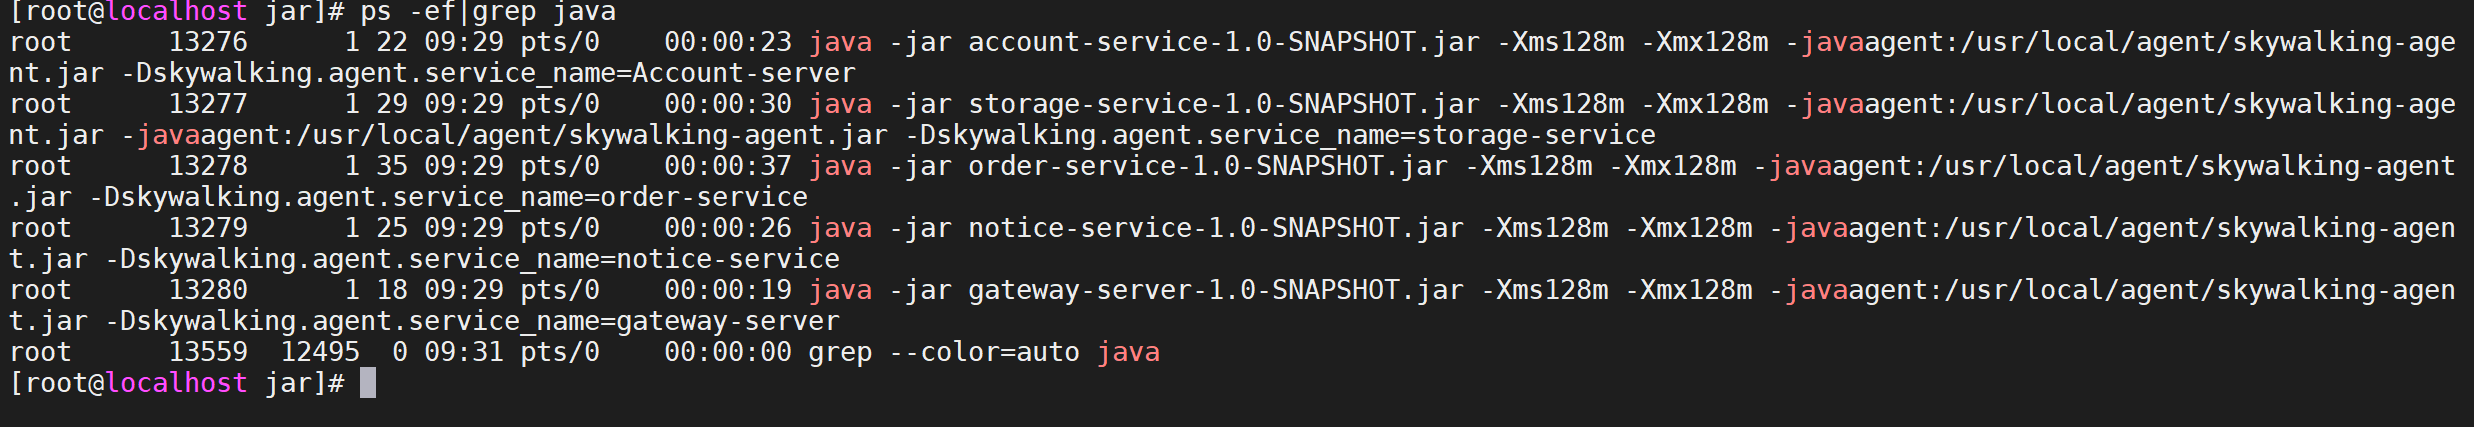 [root@localhost jar]# ps -ef|grep java
root      13276      1 22 09:29 pts/0    00:00:23 java -jar account-service-1.0-SNAPSHOT.jar -Xms128m -Xmx128m -javaagent:/usr/local/agent/skywalking-age
nt.jar -Dskywalking.agent.service_name=Account-server
root      13277      1 29 09:29 pts/0    00:00:30 java -jar storage-service-1.0-SNAPSHOT.jar -Xms128m -Xmx128m -javaagent:/usr/local/agent/skywalking-age
nt.jar -javaagent:/usr/local/agent/skywalking-agent.jar -Dskywalking.agent.service_name=storage-service
root      13278      1 35 09:29 pts/0    00:00:37 java -jar order-service-1.0-SNAPSHOT.jar -Xms128m -Xmx128m -javaagent:/usr/local/agent/skywalking-agent
.jar -Dskywalking.agent.service_name=order-service
root      13279      1 25 09:29 pts/0    00:00:26 java -jar notice-service-1.0-SNAPSHOT.jar -Xms128m -Xmx128m -javaagent:/usr/local/agent/skywalking-agen
t.jar -Dskywalking.agent.service_name=notice-service
root      13280      1 18 09:29 pts/0    00:00:19 java -jar gateway-server-1.0-SNAPSHOT.jar -Xms128m -Xmx128m -javaagent:/usr/local/agent/skywalking-agen
t.jar -Dskywalking.agent.service_name=gateway-server
root      13559  12495  0 09:31 pts/0    00:00:00 grep --color=auto java
[root@localhost jar]#